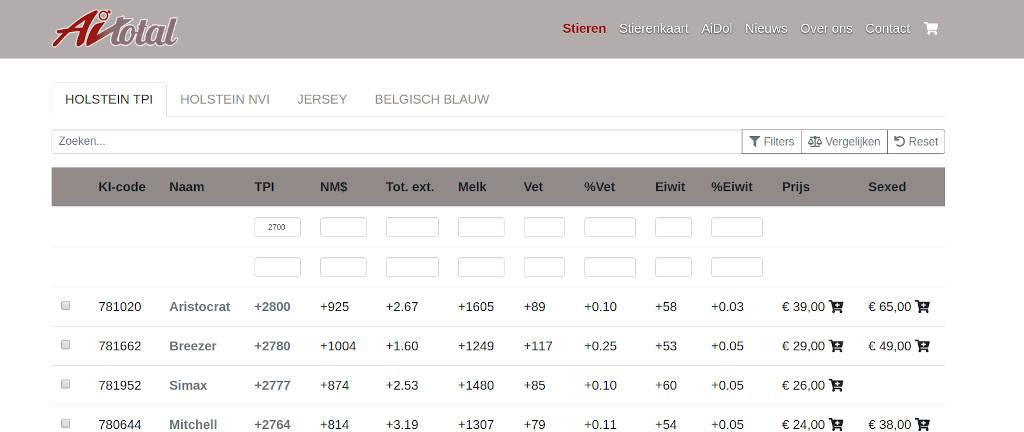 Ai total
Stieren Stierenkaart AiDol Nieuws Over ons Contact
HOLSTEIN TPI HOLSTEIN NVI JERSEY BELGISCH BLAUW
Zoeken... Filters Vergelijken Reset
KI-code Naam TPI NM$ Tot. ext. Melk Vet %Vet Eiwit %Eiwit Prijs Sexed
2700
781020 Aristocrat +2800 +925 +2.67 +1605 +89 +0.10 +58 +0.03 € 39,00 € 65,00
781662 Breezer +2780 +1004 +1.60 +1249 +117 +0.25 +53 +0.05 € 29,00 € 49,00
781952 Simax +2777 +874 +2.53 +1480 +85 +0.10 +60 +0.05 € 26,00
780644 Mitchell +2764 +814 +3.19 +1307 +79 +0.11 +54 +0.05 € 24,00 € 38,00